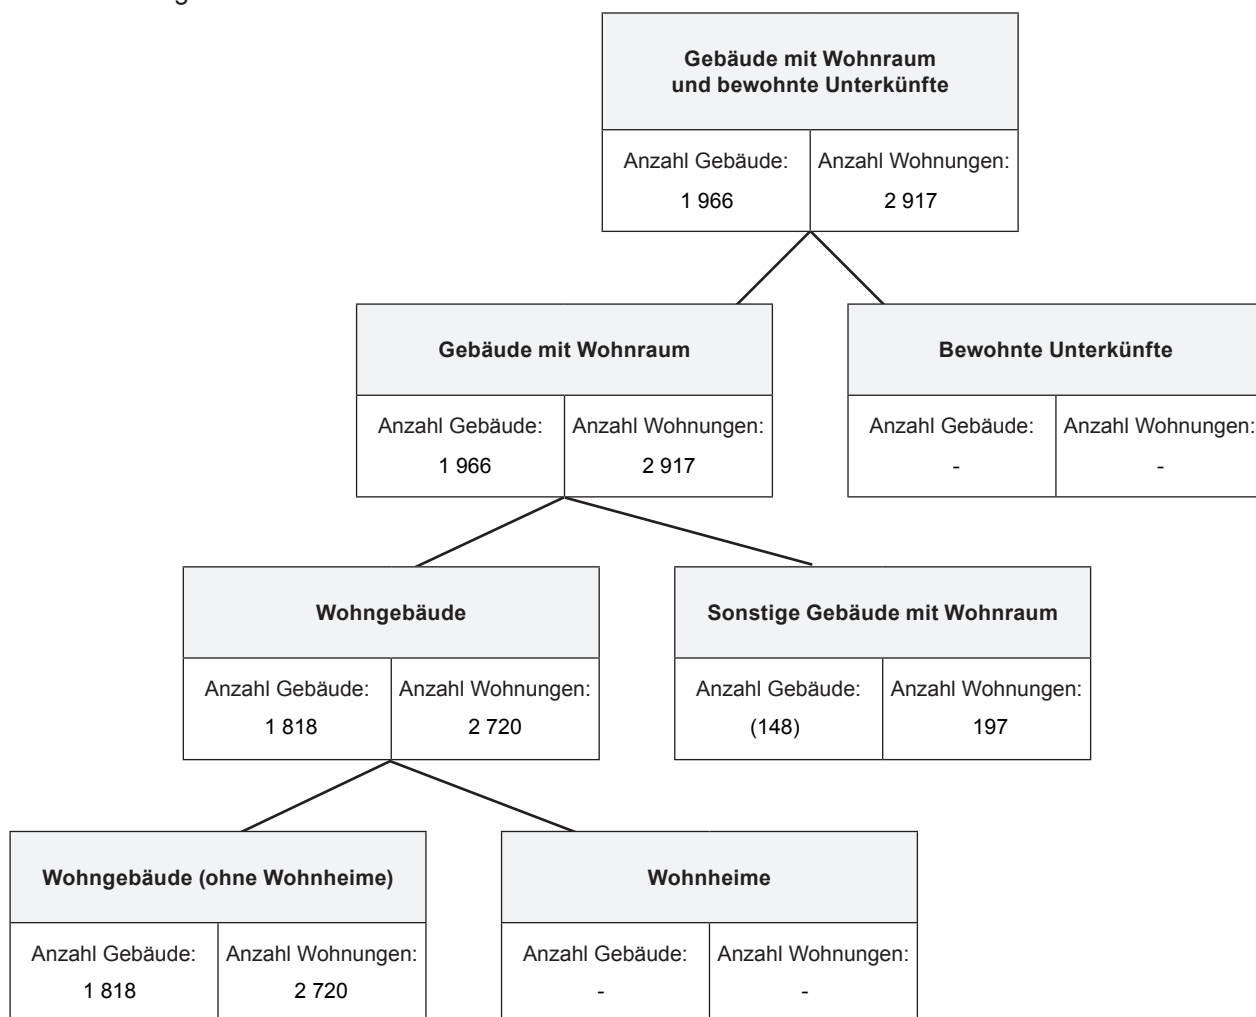 Gebäude mit Wohnraum
und bewohnte Unterkünfte
Anzahl Gebäude: Anzahl Wohnungen:
1 966 2 917
Gebäude mit Wohnraum Bewohnte Unterkünfte
Anzahl Gebäude: Anzahl Wohnungen: Anzahl Gebäude: Anzahl Wohnungen:
1 966 2 917 - -
Wohngebäude Sonstige Gebäude mit Wohnraum
Anzahl Gebäude: Anzahl Wohnungen: Anzahl Gebäude: Anzahl Wohnungen:
1 818 2 720 (148) 197
Wohngebäude (ohne Wohnheime) Wohnheime
Anzahl Gebäude: Anzahl Wohnungen: Anzahl Gebäude: Anzahl Wohnungen:
1 818 2 720 - -